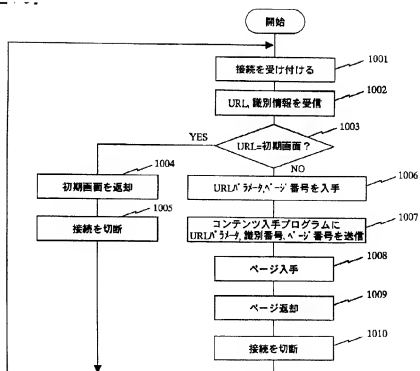 開始
接続を受け付ける
1001
URL, 識別情報を受信
1002
URL=初期画面？
1003
YES
NO
初期画面を返却
1004
接続を切断
1005
URLパラメータ,ページ番号を入手
1006
コンテンツ入手プログラムに
URLパラメータ, 識別番号、ページ番号を送信
1007
ページ入手
1008
ページ返却
1009
接続を切断
1010